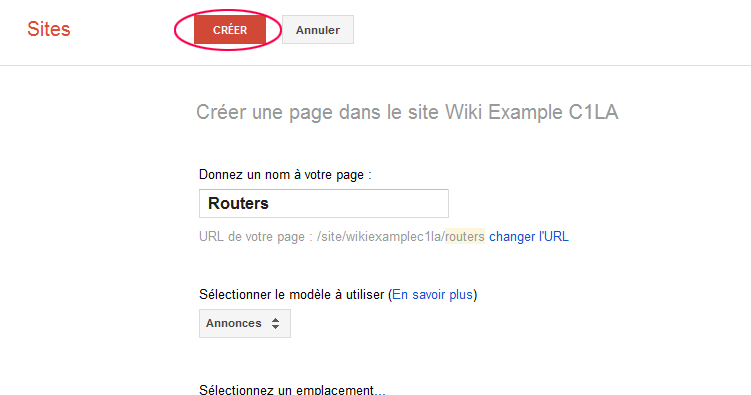 Sites
CRÉER
Annuler
Créer une page dans le site Wiki Example C1LA
Donnez un nom à votre page :
Routers
URL de votre page : /site/wikiexamplec1la/routers changer l'URL
Sélectionner le modèle à utiliser (En savoir plus)
Annonces
Sélectionnez un emplacement...